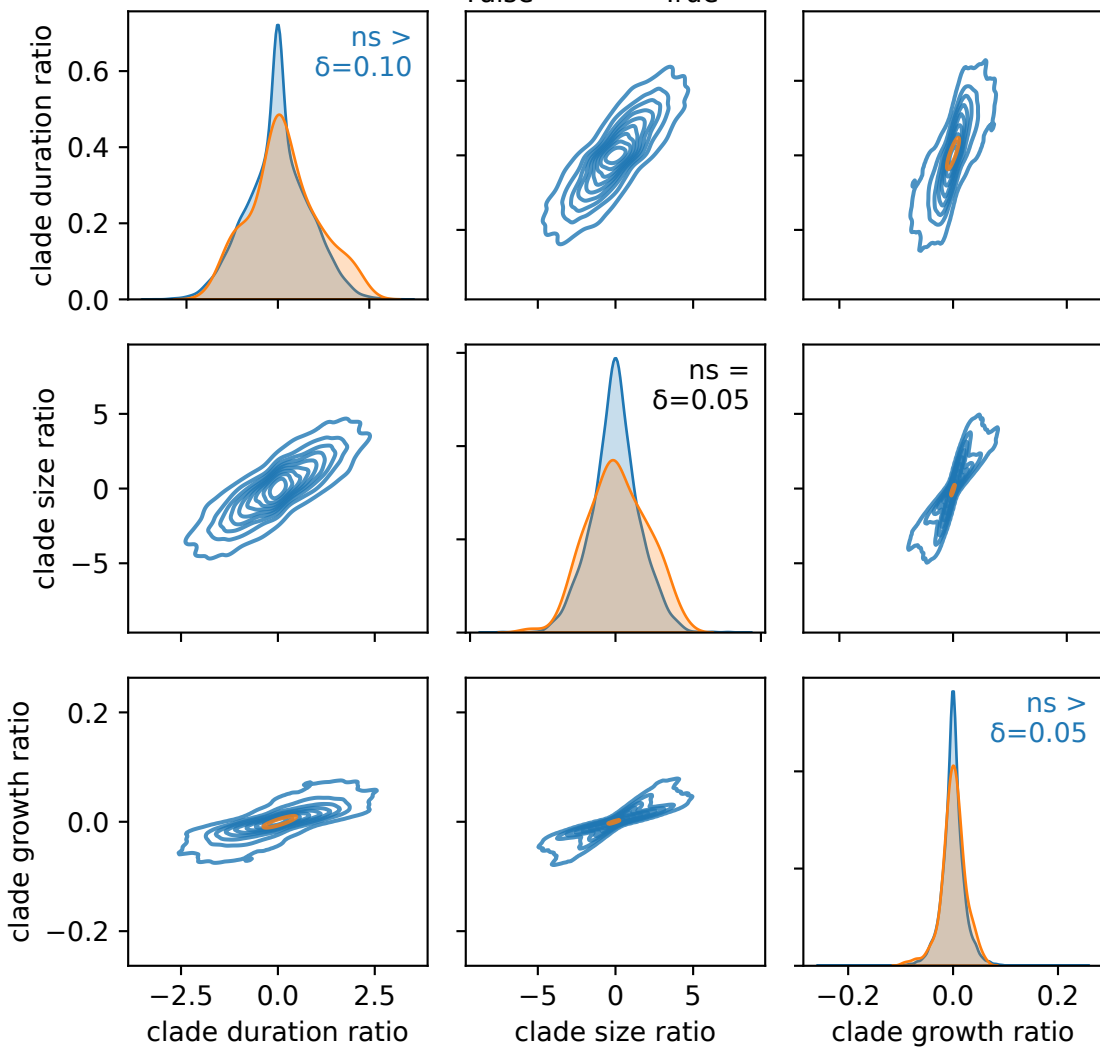 raise True
clade duration ratio
0.6
0.4
0.2
0.0
ns >
δ=0.10
clade size ratio
5
0
−5
ns =
δ=0.05
clade growth ratio
0.2
0.0
−0.2
ns >
δ=0.05
−2.5 0.0 2.5
−5 0 5
−0.2 0.0 0.2
clade duration ratio
clade size ratio
clade growth ratio